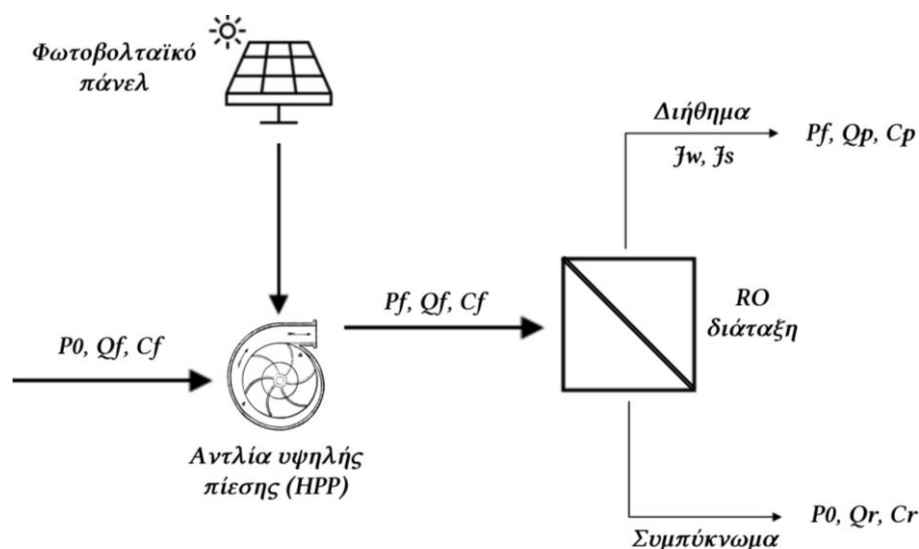 Φωτοβολταϊκό
πάνελ
Διήθημα
Jw, Js
Pf, Qp, Cp
Pf, Qf, Cf
RO
διάταξη
P0, Qf, Cf
Αντλία υψηλής
πίεσης (HPP)
P0, Qr, Cr
Συμπύκνωμα